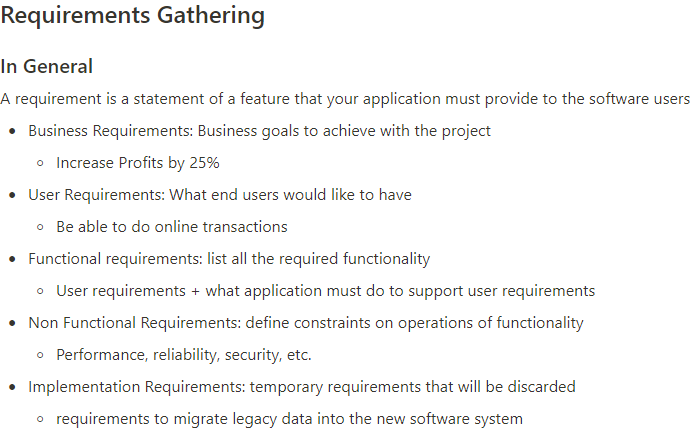 Requirements Gathering
In General
A requirement is a statement of a feature that your application must provide to the software users
• Business Requirements: Business goals to achieve with the project
◦ Increase Profits by 25%
• User Requirements: What end users would like to have
◦ Be able to do online transactions
• Functional requirements: list all the required functionality
◦ User requirements + what application must do to support user requirements
• Non Functional Requirements: define constraints on operations of functionality
◦ Performance, reliability, security, etc.
• Implementation Requirements: temporary requirements that will be discarded
◦ requirements to migrate legacy data into the new software system